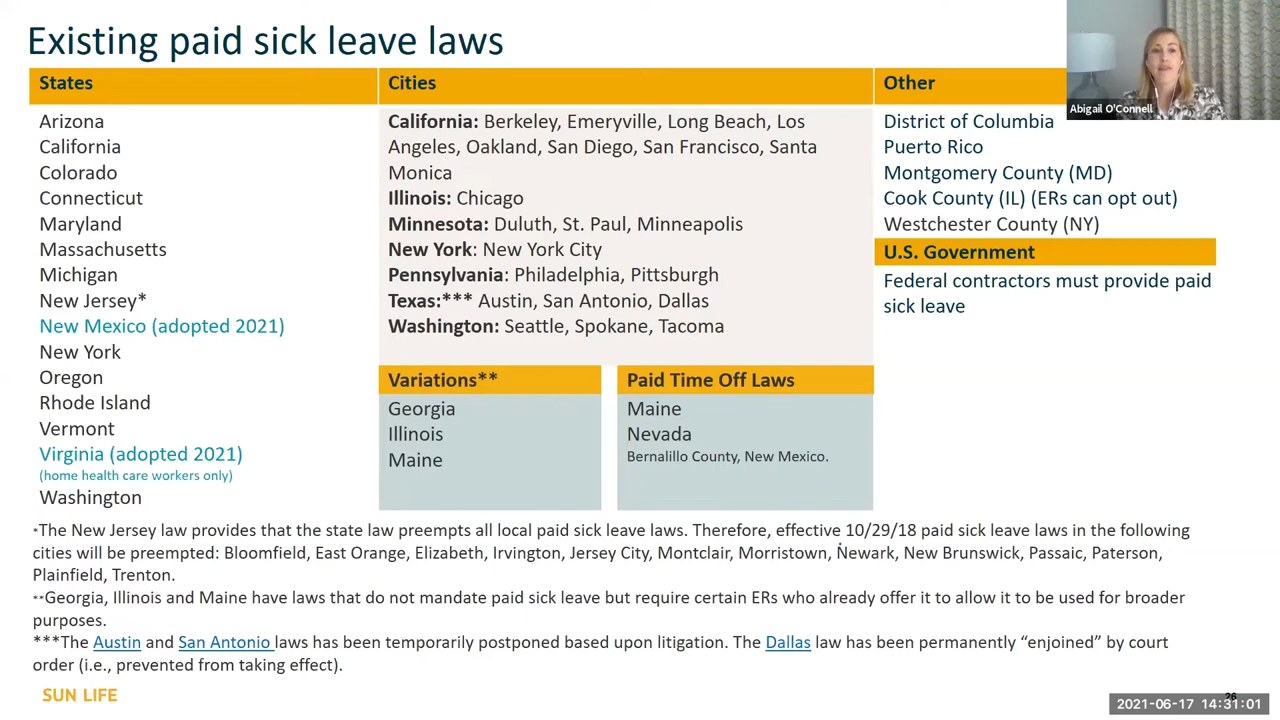 Existing paid sick leave laws
States
Arizona
California
Colorado
Connecticut
Maryland
Massachusetts
Michigan
New Jersey*
New Mexico (adopted 2021)
New York
Oregon
Rhode Island
Vermont
Virginia (adopted 2021)
(home health care workers only)
Washington
Cities
California: Berkeley, Emeryville, Long Beach, Los
Angeles, Oakland, San Diego, San Francisco, Santa
Monica
Illinois: Chicago
Minnesota: Duluth, St. Paul, Minneapolis
New York: New York City
Pennsylvania: Philadelphia, Pittsburgh
Texas:*** Austin, San Antonio, Dallas
Washington: Seattle, Spokane, Tacoma
Variations**
Georgia
Illinois
Maine
Paid Time Off Laws
Maine
Nevada
Bernalillo County, New Mexico.
Other
District of Columbia
Puerto Rico
Montgomery County (MD)
Cook County (IL) (ERs can opt out)
Westchester County (NY)
U.S. Government
Federal contractors must provide paid
sick leave
Abigail O'Connell
*The New Jersey law provides that the state law preempts all local paid sick leave laws. Therefore, effective 10/29/18 paid sick leave laws in the following
cities will be preempted: Bloomfield, East Orange, Elizabeth, Irvington, Jersey City, Montclair, Morristown, Newark, New Brunswick, Passaic, Paterson,
Plainfield, Trenton.
**Georgia, Illinois and Maine have laws that do not mandate paid sick leave but require certain ERs who already offer it to allow it to be used for broader
purposes.
***The Austin and San Antonio laws has been temporarily postponed based upon litigation. The Dallas law has been permanently “enjoined” by court
order (i.e., prevented from taking effect).
SUN LIFE
26
2021-06-17 14:31:01